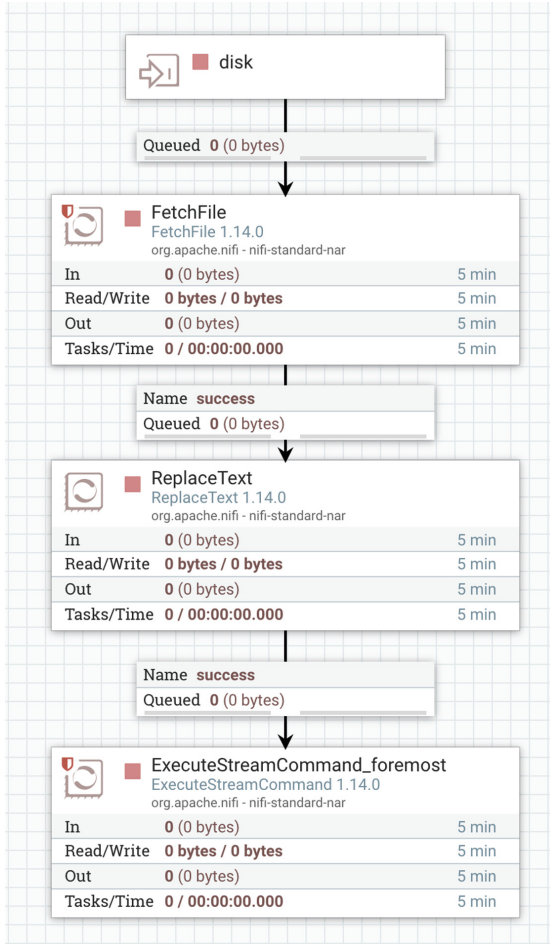 disk
Queued 0 (0 bytes)
FetchFile
FetchFile 1.14.0
org.apache.nifi - nifi-standard-nar
In 0 (0 bytes) 5 min
Read/Write 0 bytes / 0 bytes 5 min
Out 0 (0 bytes) 5 min
Tasks/Time 0 / 00:00:00.000 5 min
Name success
Queued 0 (0 bytes)
ReplaceText
ReplaceText 1.14.0
org.apache.nifi - nifi-standard-nar
In 0 (0 bytes) 5 min
Read/Write 0 bytes / 0 bytes 5 min
Out 0 (0 bytes) 5 min
Tasks/Time 0 / 00:00:00.000 5 min
Name success
Queued 0 (0 bytes)
ExecuteStreamCommand_foremost
ExecuteStreamCommand 1.14.0
org.apache.nifi - nifi-standard-nar
In 0 (0 bytes) 5 min
Read/Write 0 bytes / 0 bytes 5 min
Out 0 (0 bytes) 5 min
Tasks/Time 0 / 00:00:00.000 5 min